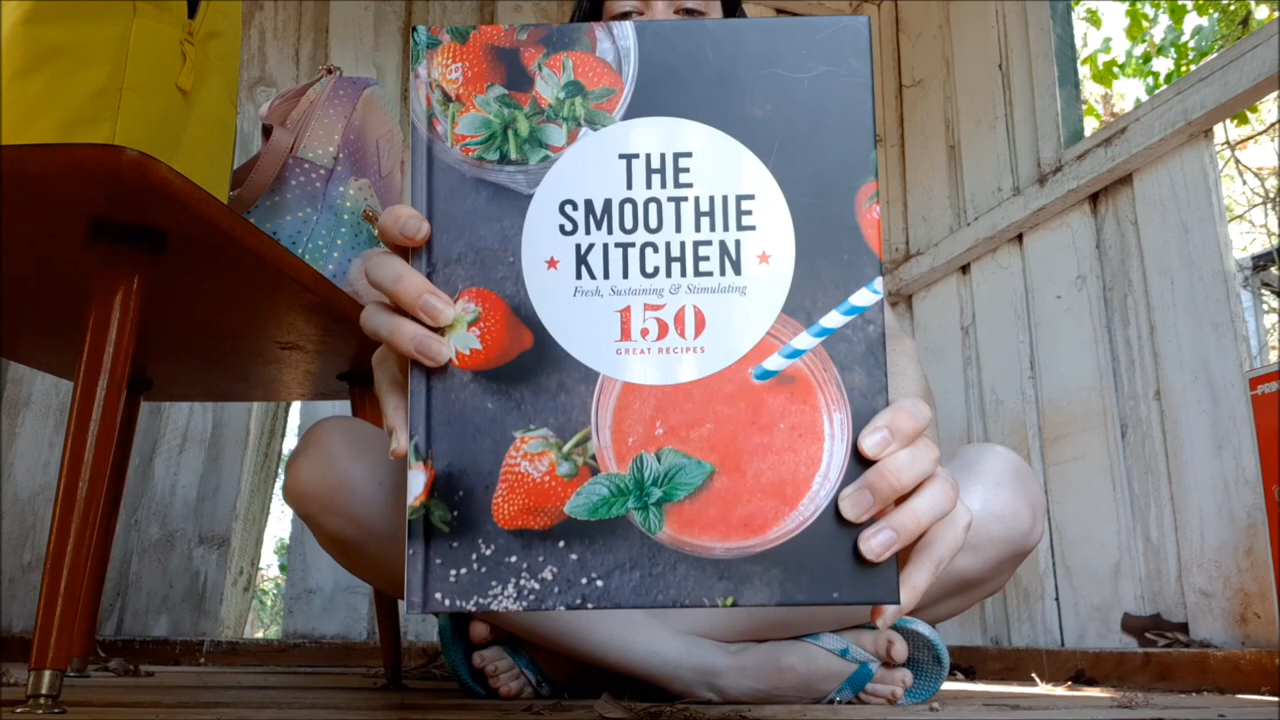 THE
SMOOTHIE
KITCHEN
Fresh, Sustaining & Stimulating
150
GREAT RECIPES